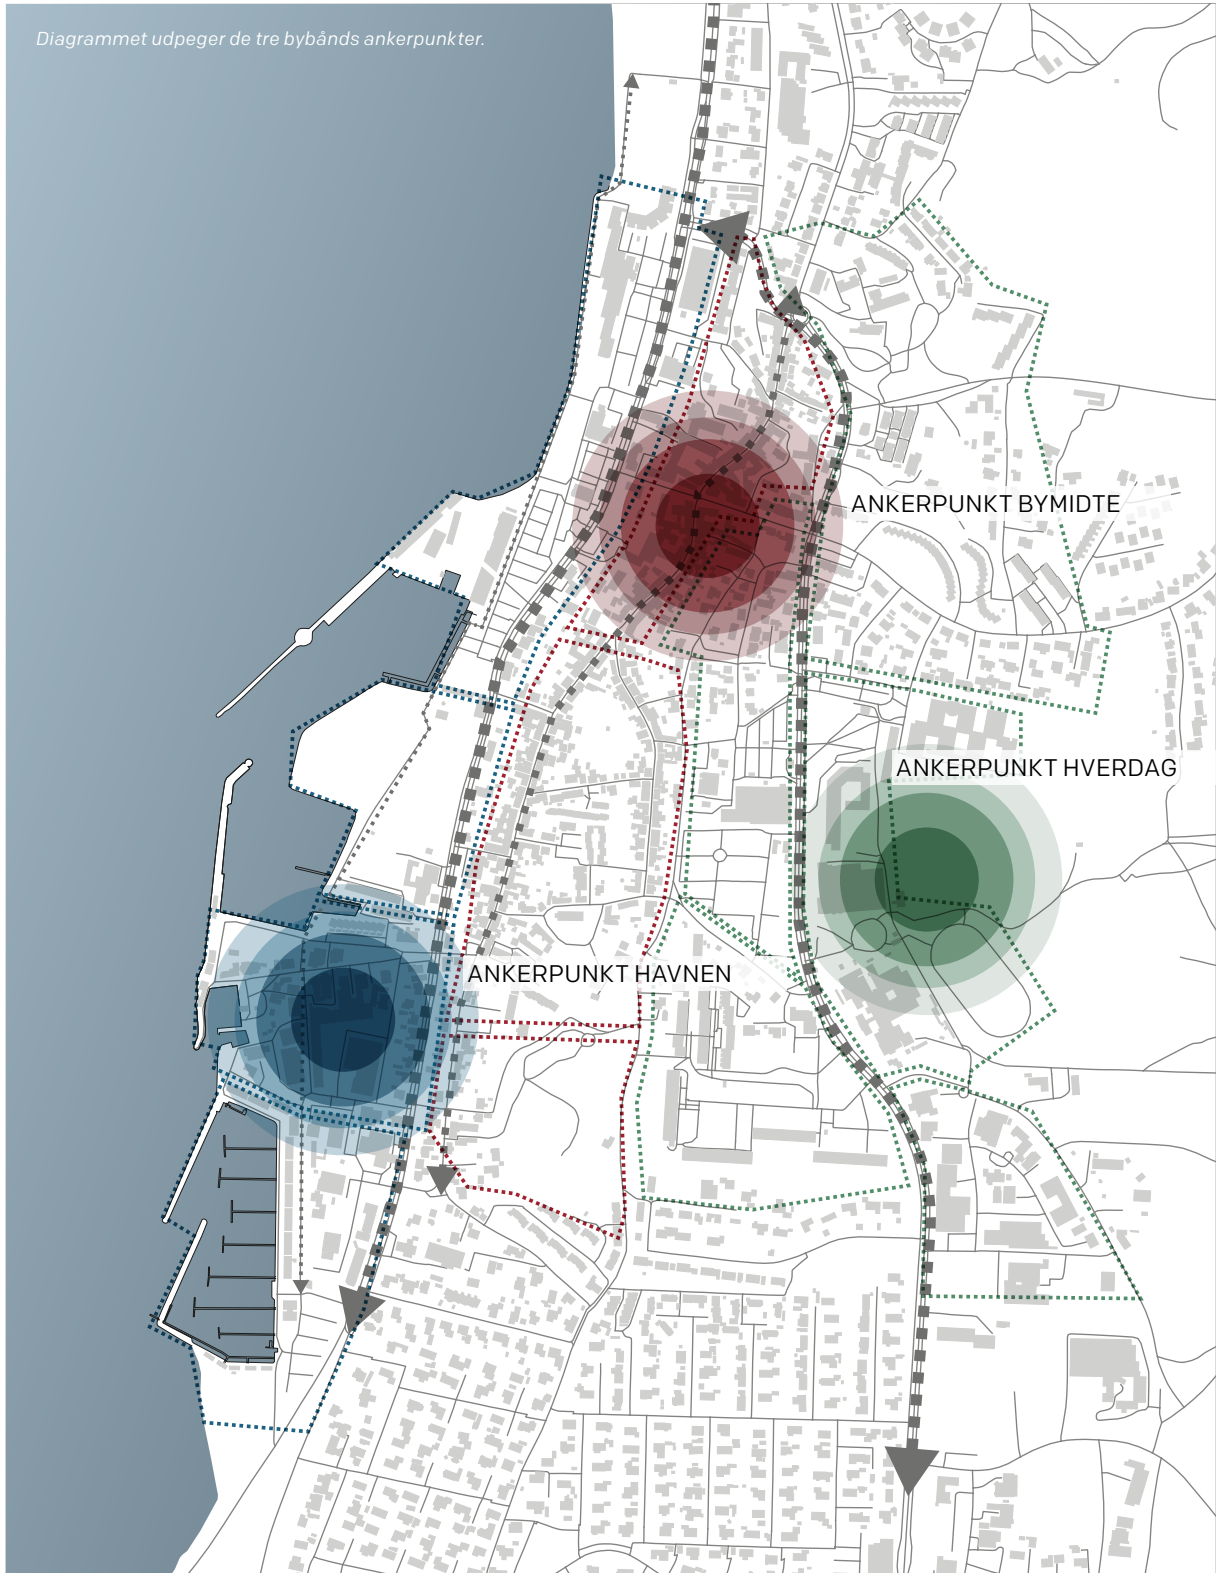 Diagrammet udpeger de tre bybånds ankerpunkter.
ANKERPUNKT BYMIDTE
ANKERPUNKT HVERDAG
ANKERPUNKT HAVNEN